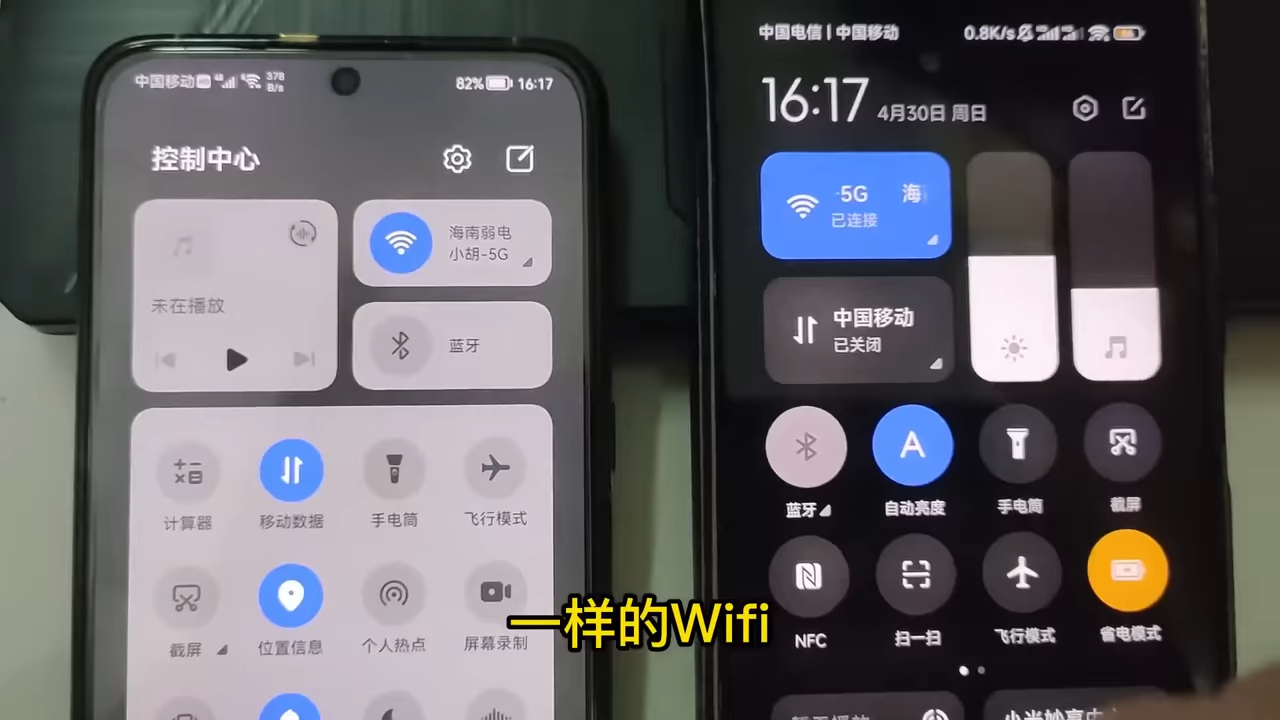 中国移动 HD 4G 378 B/s
82% 16:17
控制中心
未在播放
海南弱电
小胡-5G
蓝牙
计算器 移动数据 手电筒 飞行模式
截屏 位置信息 个人热点 屏幕录制
中国电信 | 中国移动 0.8K/s
16:17 4月30日 周日
-5G 海
已连接
中国移动
已关闭
蓝牙 A 自动亮度 手电筒 截屏
NFC 扫一扫 飞行模式 省电模式
一样的Wifi